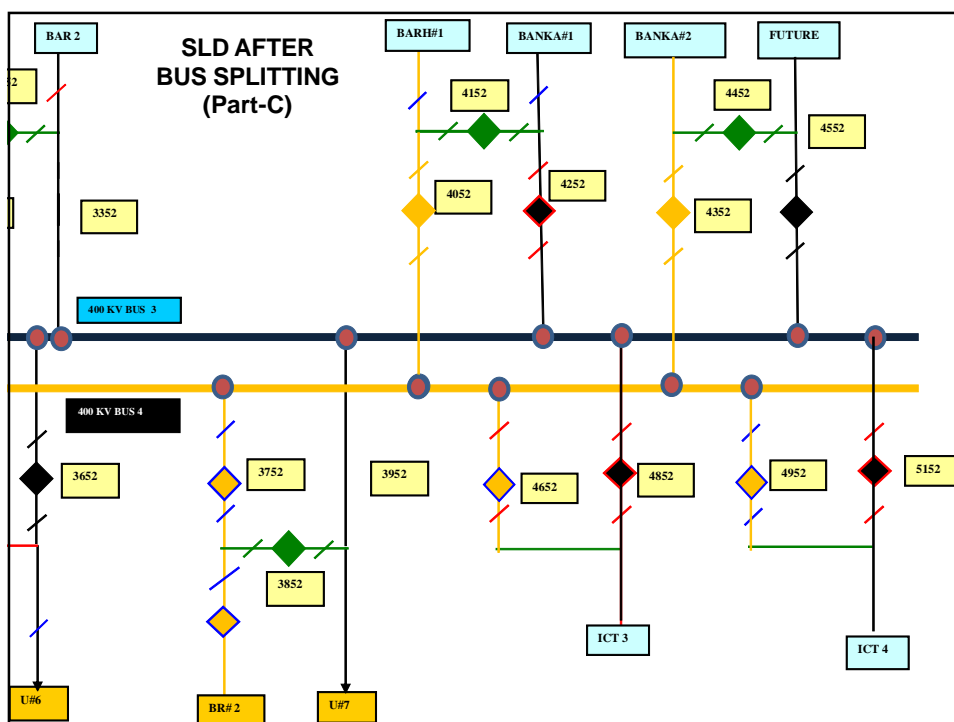 BAR 2
SLD AFTER
BUS SPLITTING
(Part-C)
BARH#1
BANKA#1
BANKA#2
FUTURE
4152
4452
4552
3352
4052
4252
4352
400 KV BUS 3
400 KV BUS 4
3652
3752
3952
4652
4852
4952
5152
3852
ICT 3
ICT 4
U#6
BR# 2
U#7